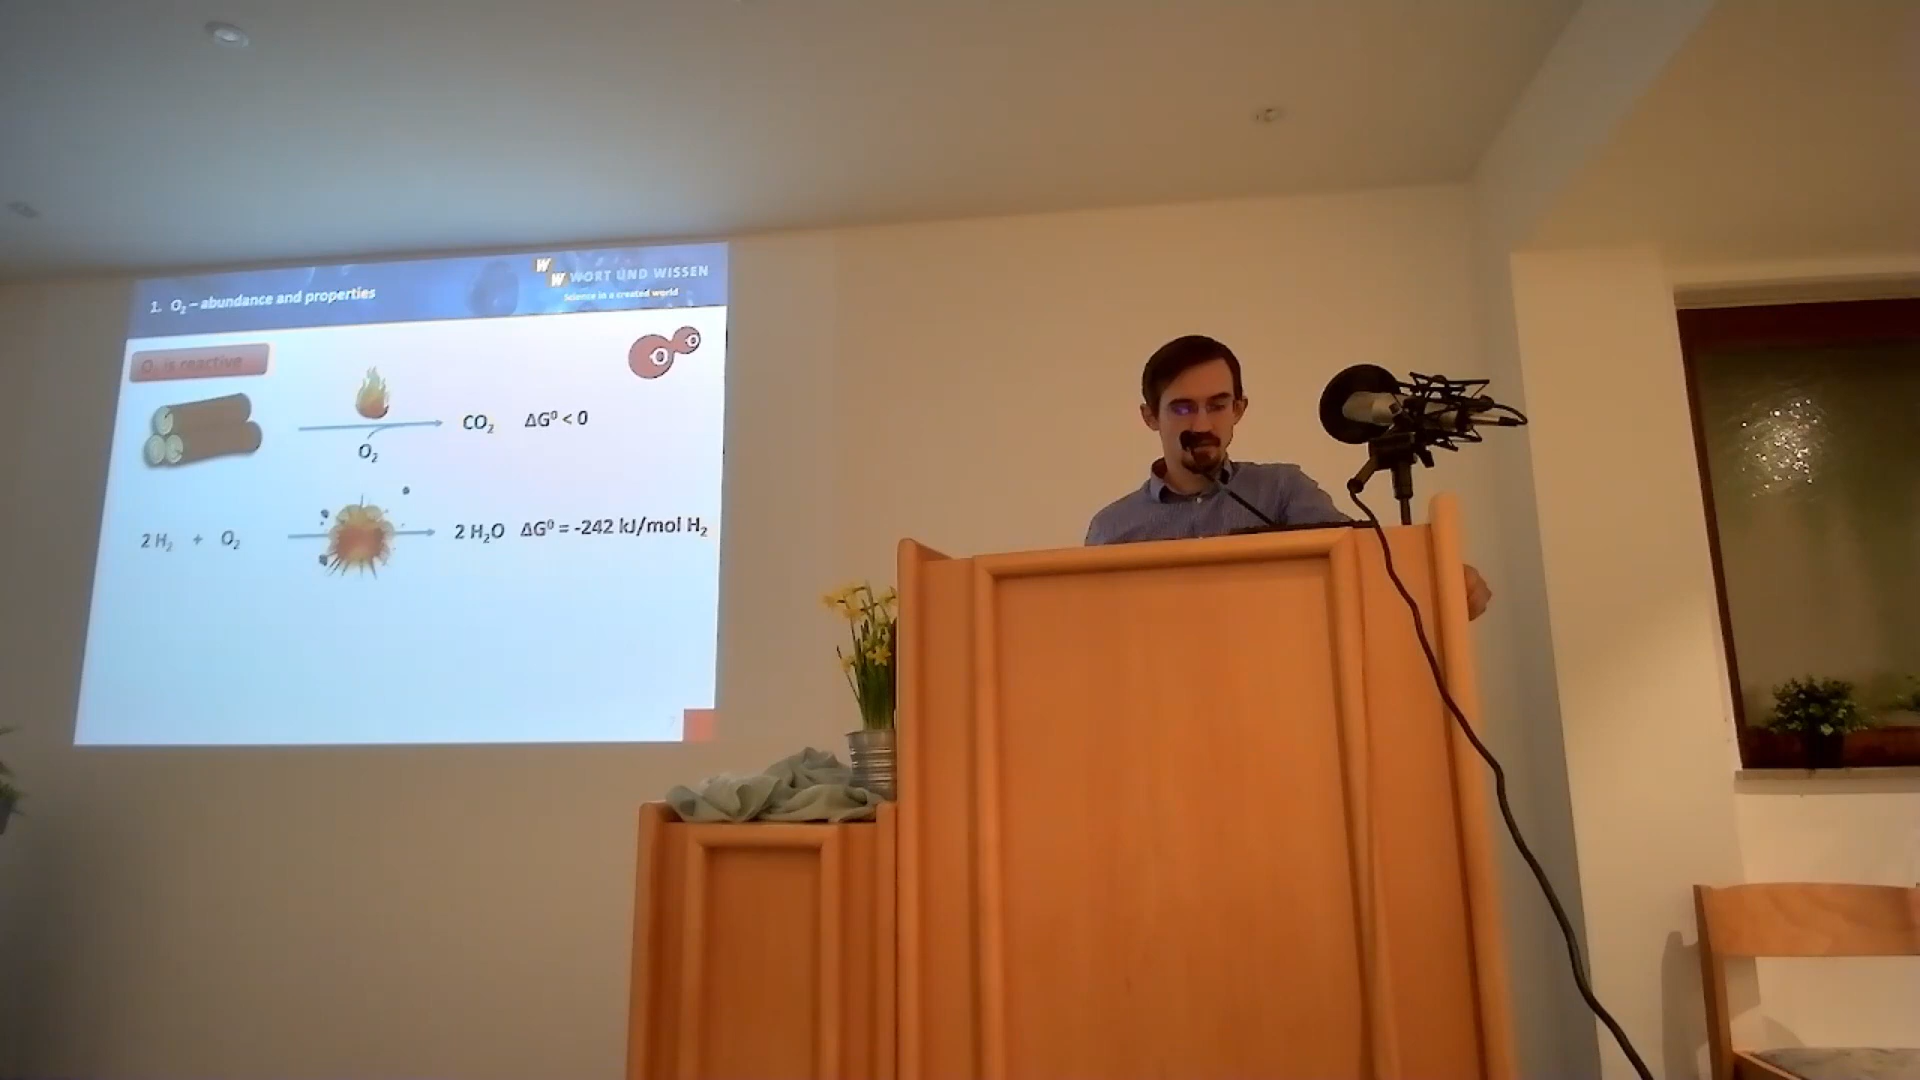 W
W WORT UND WISSEN
Science in a created world
1. O₂ – abundance and properties
O₂ is reactive
O O
CO₂ ΔG⁰ < 0
O₂
2 H₂ + O₂ 2 H₂O ΔG⁰ = -242 kJ/mol H₂